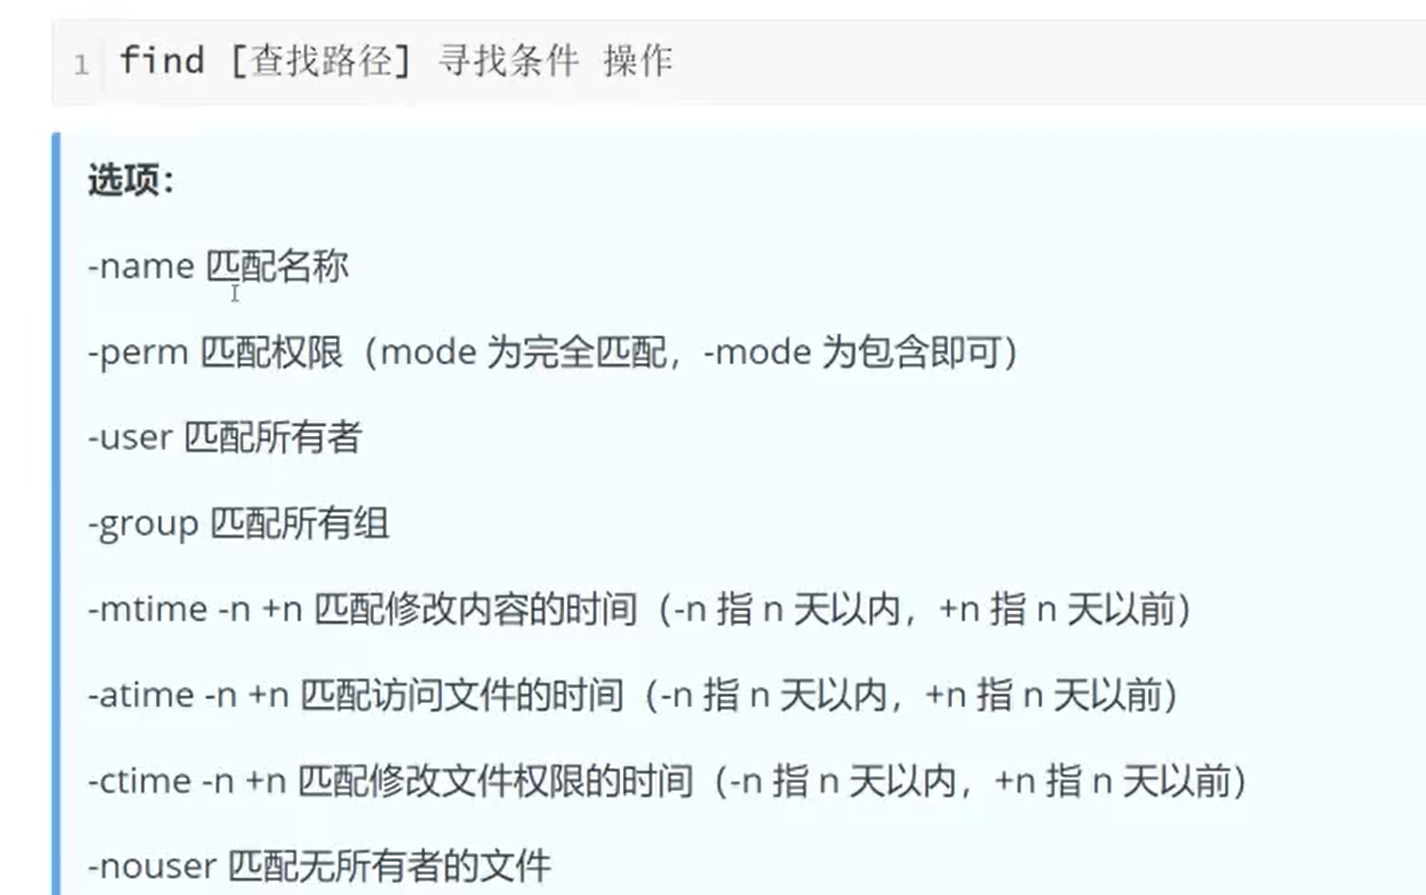 1 find [查找路径] 寻找条件 操作
选项：
-name 匹配名称
-perm 匹配权限（mode 为完全匹配，-mode 为包含即可）
-user 匹配所有者
-group 匹配所有组
-mtime -n +n 匹配修改内容的时间（-n 指 n 天以内，+n 指 n 天以前）
-atime -n +n 匹配访问文件的时间（-n 指 n 天以内，+n 指 n 天以前）
-ctime -n +n 匹配修改文件权限的时间（-n 指 n 天以内，+n 指 n 天以前）
-nouser 匹配无所有者的文件